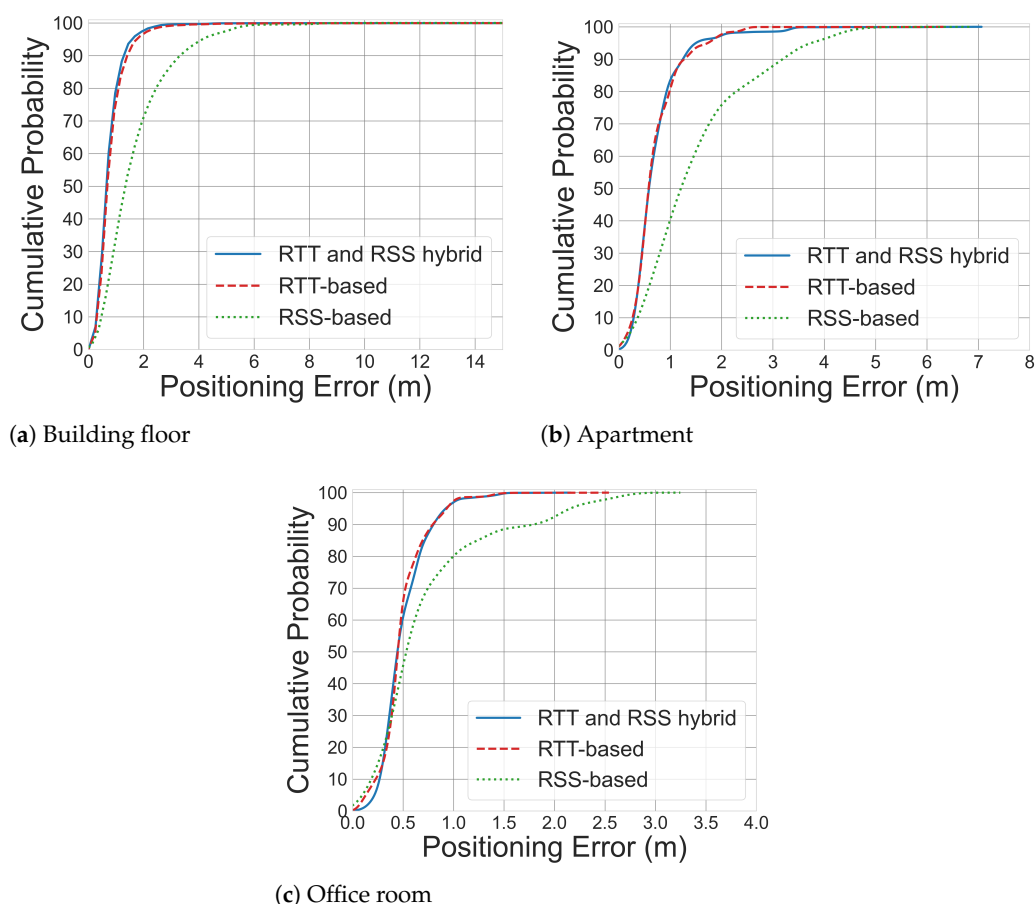 100
90
80
70
60
50
40
30
20
10
0
Cumulative Probability
RTT and RSS hybrid
RTT-based
RSS-based
0 2 4 6 8 10 12 14
Positioning Error (m)
(a) Building floor
100
90
80
70
60
50
40
30
20
10
0
Cumulative Probability
RTT and RSS hybrid
RTT-based
RSS-based
0 1 2 3 4 5 6 7 8
Positioning Error (m)
(b) Apartment
100
90
80
70
60
50
40
30
20
10
0
Cumulative Probability
RTT and RSS hybrid
RTT-based
RSS-based
0.0 0.5 1.0 1.5 2.0 2.5 3.0 3.5 4.0
Positioning Error (m)
(c) Office room